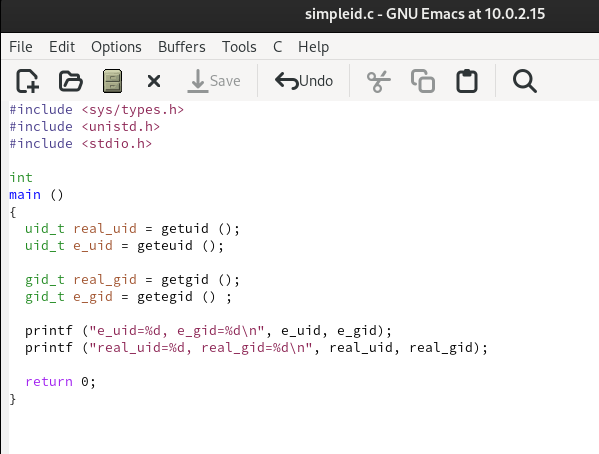 simpleid.c - GNU Emacs at 10.0.2.15
File Edit Options Buffers Tools C Help
Save Undo
#include <sys/types.h>
#include <unistd.h>
#include <stdio.h>
int
main ()
{
  uid_t real_uid = getuid ();
  uid_t e_uid = geteuid ();
  gid_t real_gid = getgid ();
  gid_t e_gid = getegid () ;
  printf ("e_uid=%d, e_gid=%d\n", e_uid, e_gid);
  printf ("real_uid=%d, real_gid=%d\n", real_uid, real_gid);
  return 0;
}